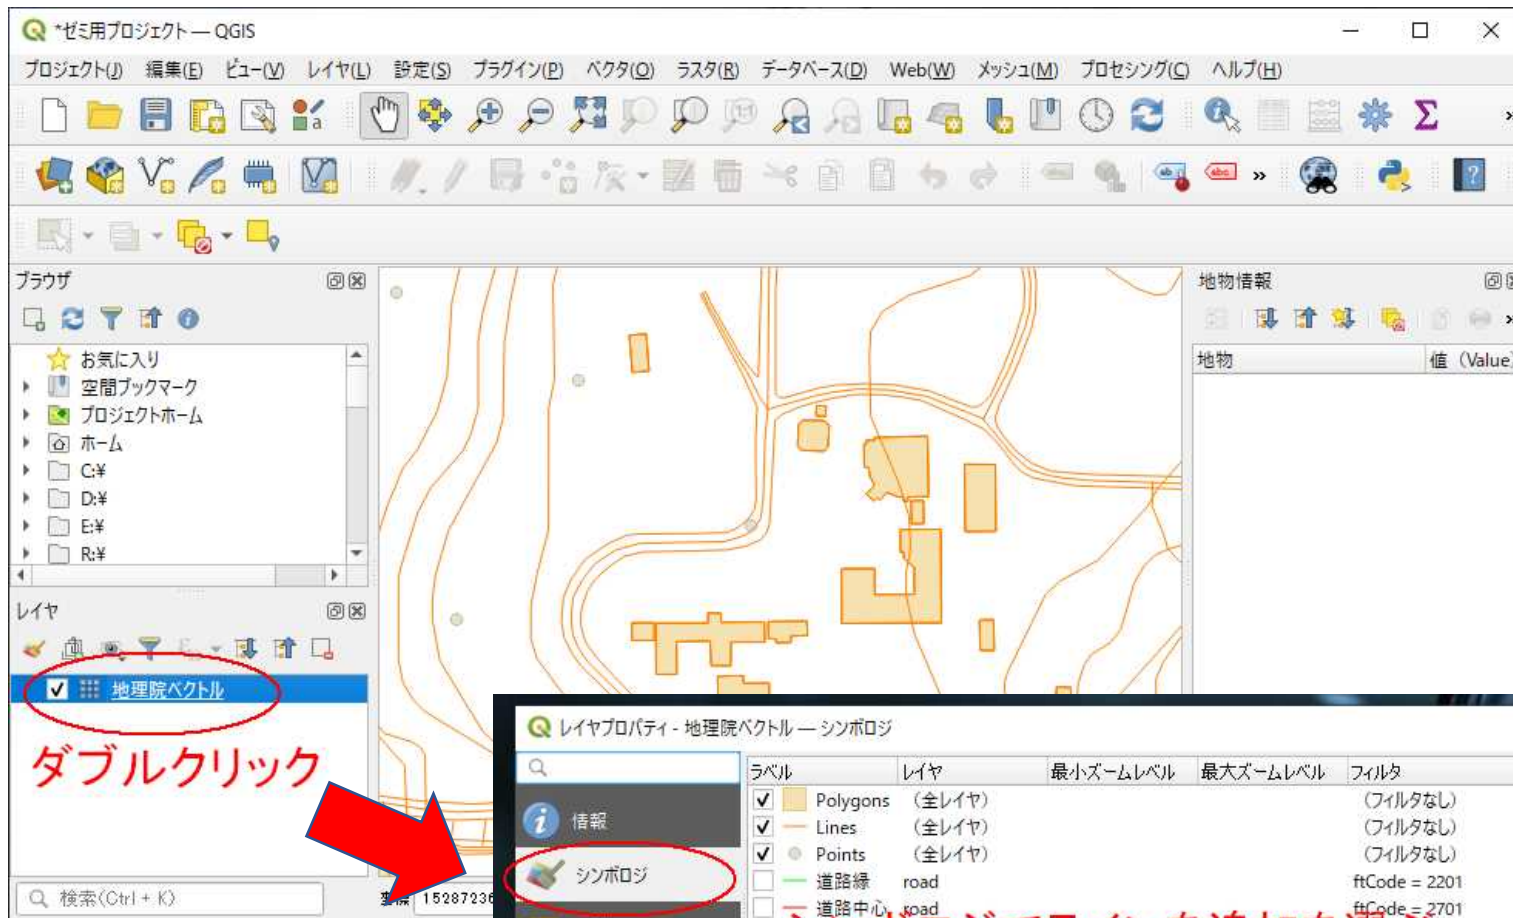 *ゼミ用プロジェクト — QGIS
プロジェクト(J) 編集(E) ビュー(V) レイヤ(L) 設定(S) プラグイン(P) ベクタ(O) ラスタ(R) データベース(D) Web(W) メッシュ(M) プロセシング(C) ヘルプ(H)
ブラウザ
お気に入り
空間ブックマーク
プロジェクトホーム
ホーム
C:¥
D:¥
E:¥
R:¥
レイヤ
地理院ベクトル
ダブルクリック
検索(Ctrl + K)
座標 15287236
地物情報
地物 値 (Value)
レイヤプロパティ - 地理院ベクトル — シンボロジ
情報
シンボロジ
ラベル レイヤ 最小ズームレベル 最大ズームレベル フィルタ
Polygons (全レイヤ) (フィルタなし)
Lines (全レイヤ) (フィルタなし)
Points (全レイヤ) (フィルタなし)
道路縁 road ftCode = 2201
道路中心 road ftCode = 2701